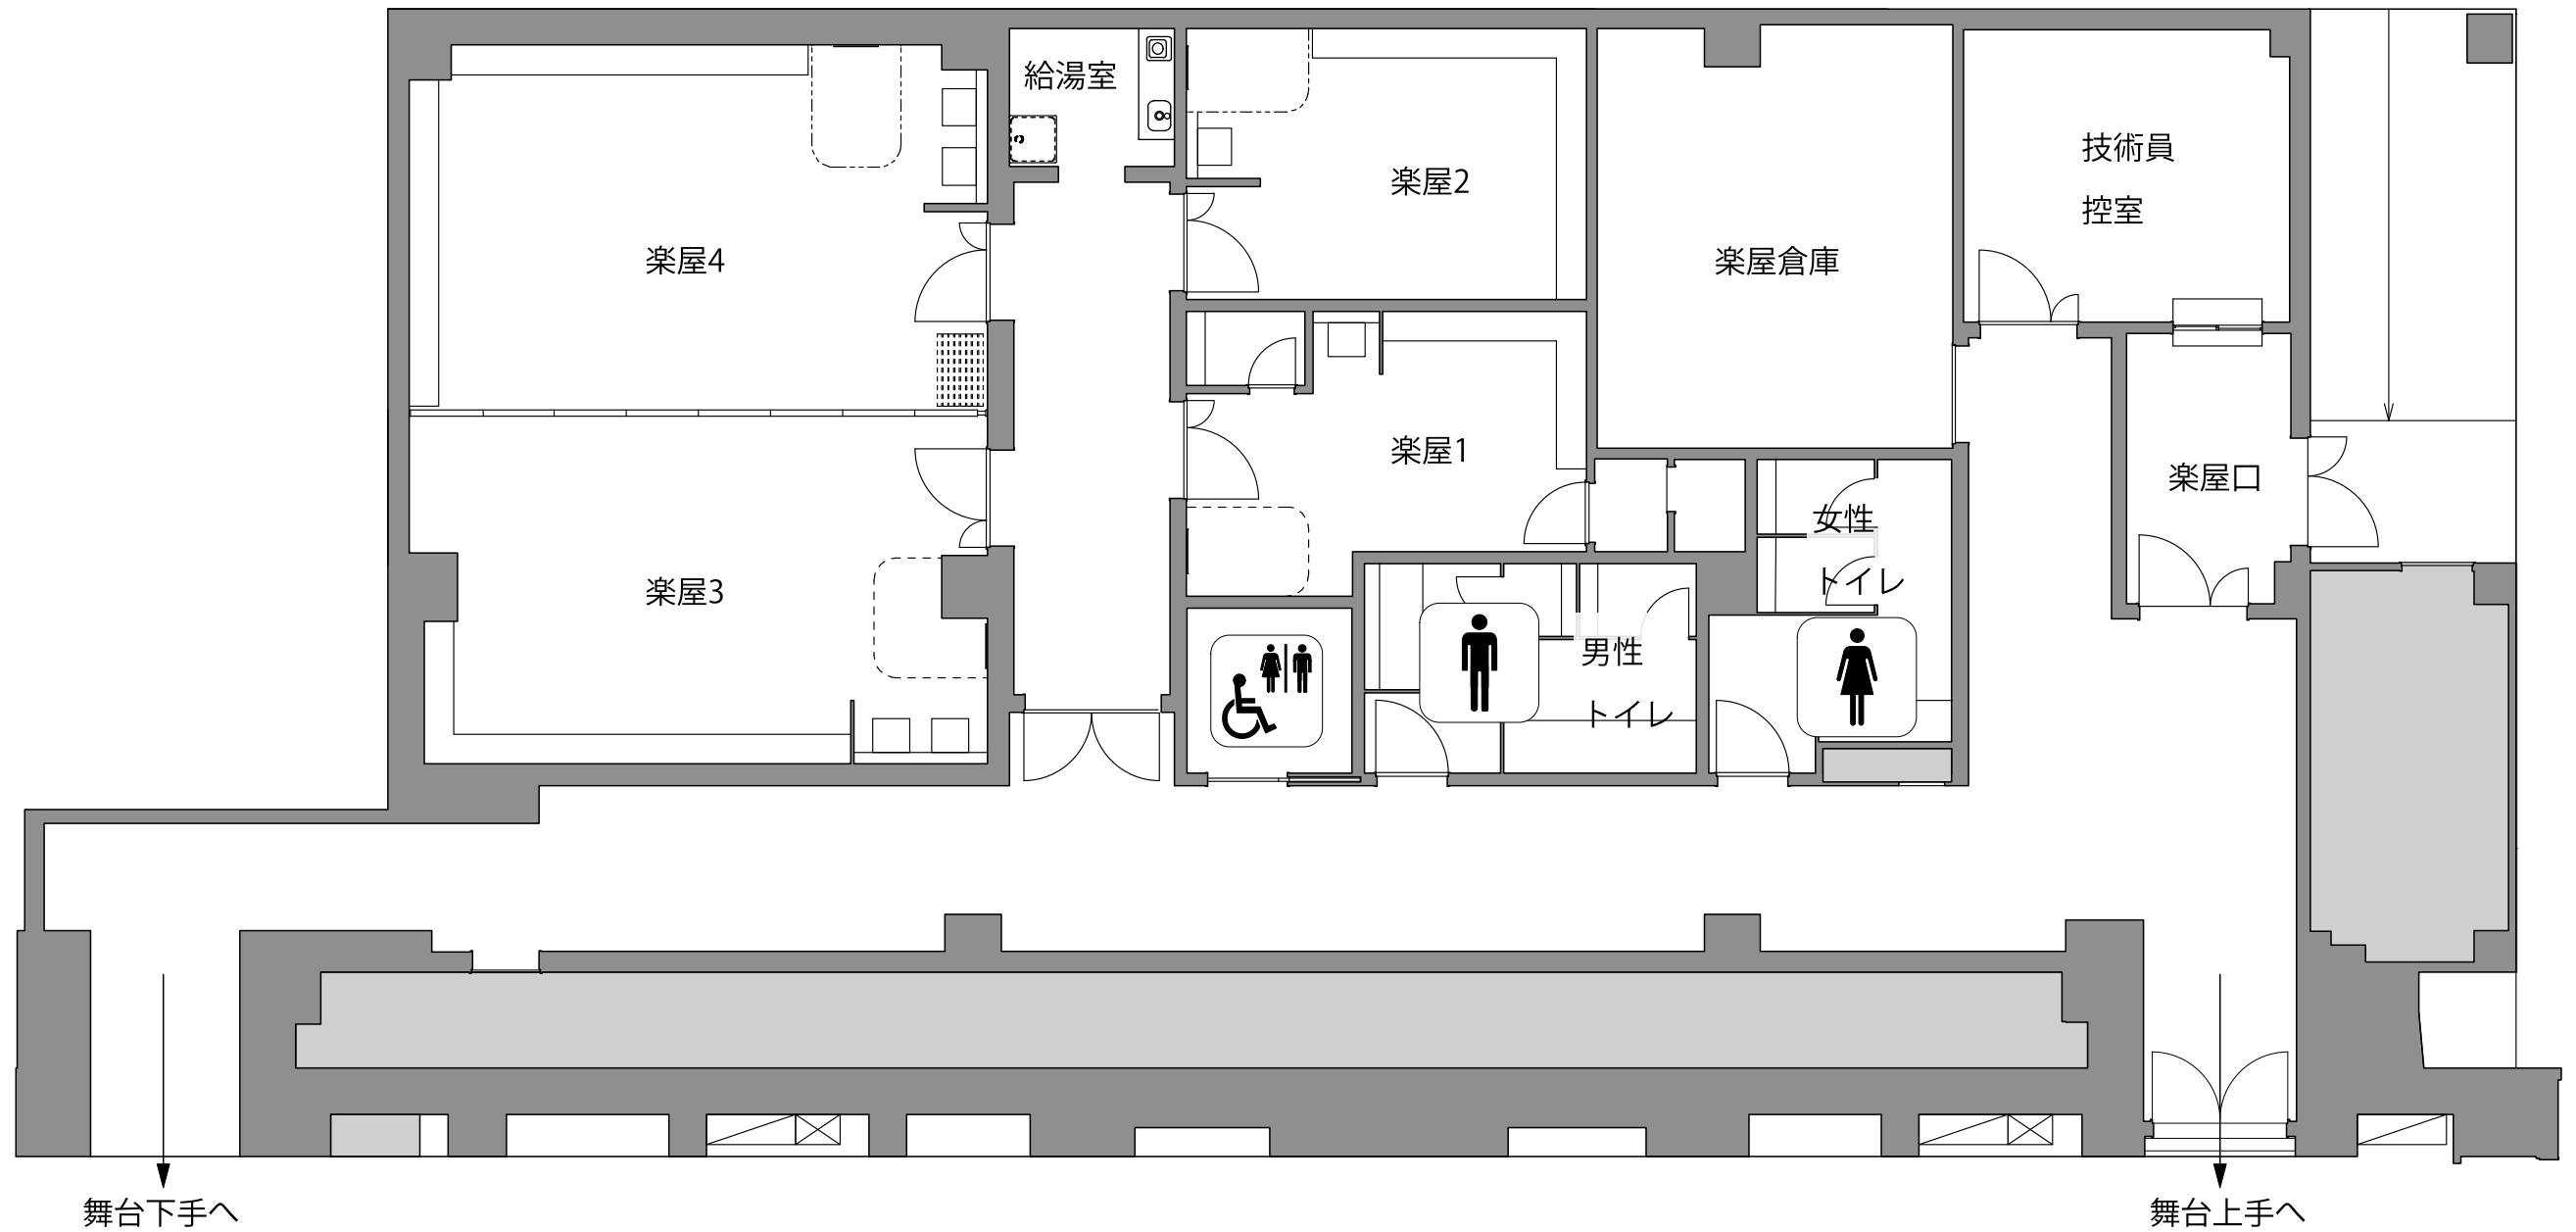 給湯室
楽屋2
技術員
控室
楽屋4
楽屋倉庫
楽屋1
楽屋口
女性
トイレ
楽屋3
男性
トイレ
舞台下手へ
舞台上手へ